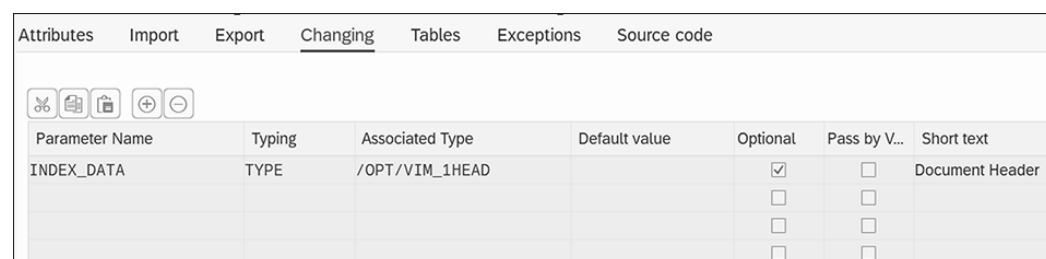 Attributes Import Export Changing Tables Exceptions Source code
Parameter Name Typing Associated Type Default value Optional Pass by V... Short text
INDEX_DATA TYPE /OPT/VIM_1HEAD Document Header